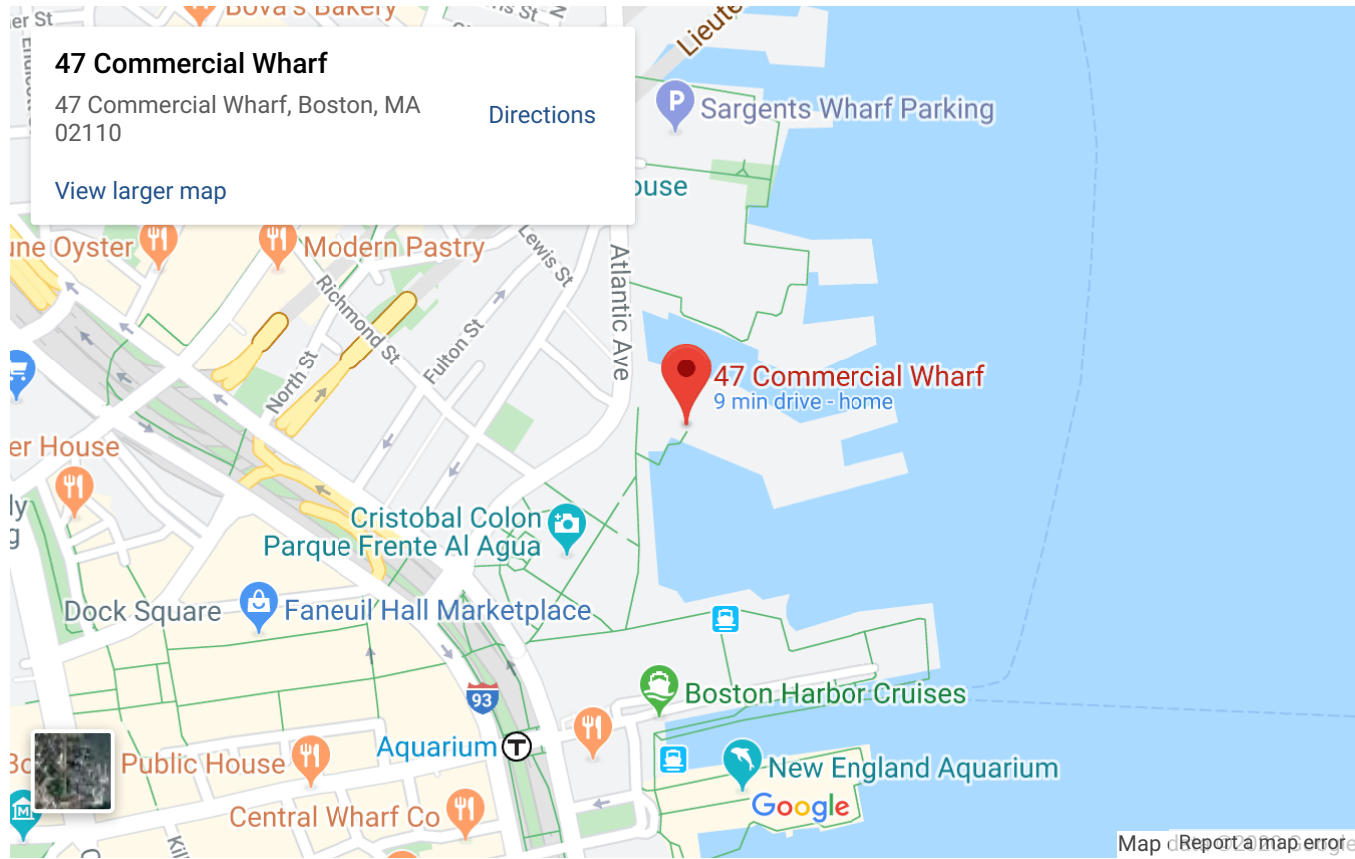 Bova's Bakery
47 Commercial Wharf
47 Commercial Wharf, Boston, MA
02110
Directions
View larger map
Lieute
P
Sargents Wharf Parking
ouse
une Oyster
Modern Pastry
Lewis St
Atlantic Ave
Richmond St
Fulton St
North St
47 Commercial Wharf
9 min drive - home
er House
ly
g
Cristobal Colon
Parque Frente Al Agua
Dock Square
Faneuil Hall Marketplace
93
Boston Harbor Cruises
Aquarium
T
Public House
New England Aquarium
Google
Central Wharf Co
Kil
Map
Report a map error